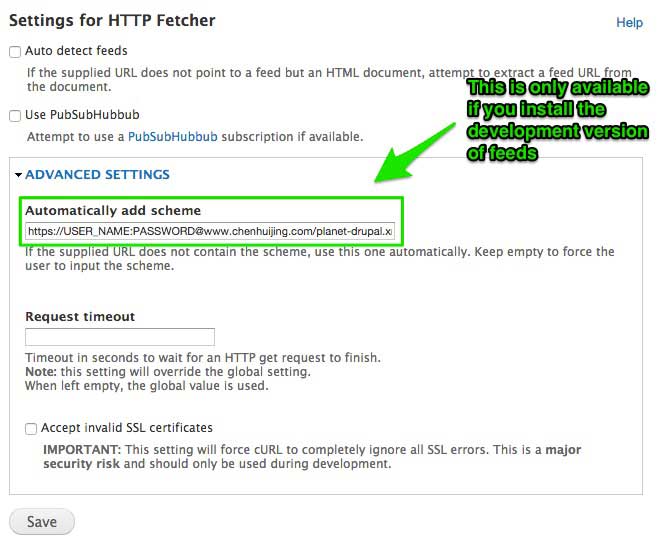 Settings for HTTP Fetcher
Help
Auto detect feeds
If the supplied URL does not point to a feed but an HTML document, attempt to extract a feed URL from
the document.
This is only available
if you install the
development version
of feeds
Use PubSubHubbub
Attempt to use a PubSubHubbub subscription if available.
ADVANCED SETTINGS
Automatically add scheme
https://USER_NAME:PASSWORD@www.chenhuijing.com/planet-drupal.x
If the supplied URL does not contain the scheme, use this one automatically. Keep empty to force the
user to input the scheme.
Request timeout
Timeout in seconds to wait for an HTTP get request to finish.
Note: this setting will override the global setting.
When left empty, the global value is used.
Accept invalid SSL certificates
IMPORTANT: This setting will force cURL to completely ignore all SSL errors. This is a major
security risk and should only be used during development.
Save